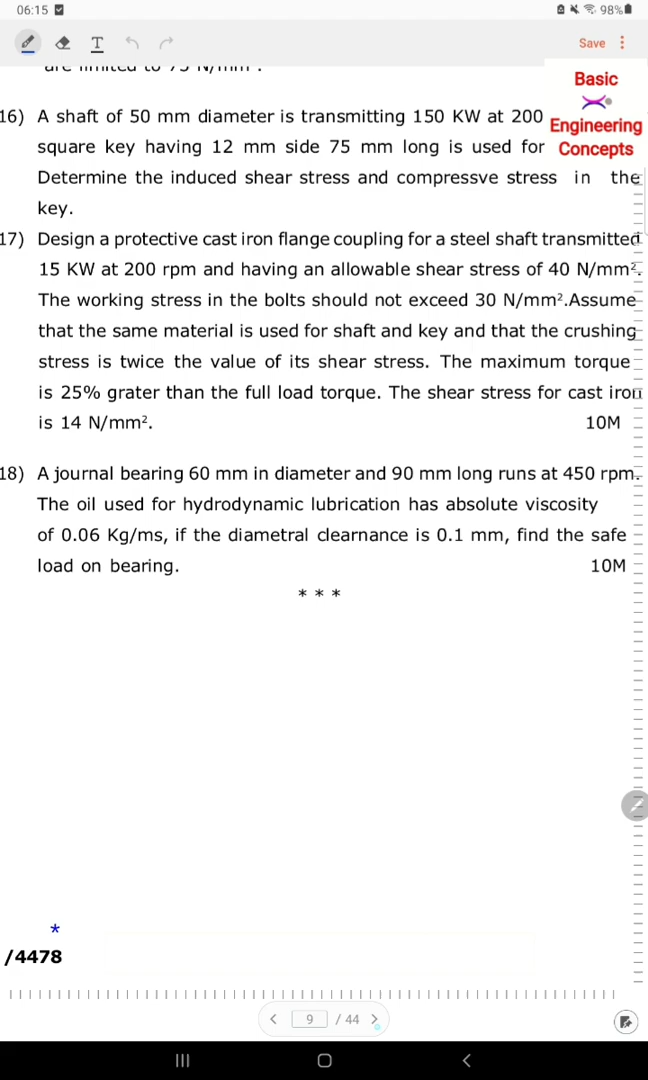 06:15
98%
T
Save
are limited to 75 N/mm².
Basic
Engineering
Concepts
16) A shaft of 50 mm diameter is transmitting 150 KW at 200
square key having 12 mm side 75 mm long is used for
Determine the induced shear stress and compressve stress in the
key.
17) Design a protective cast iron flange coupling for a steel shaft transmitted
15 KW at 200 rpm and having an allowable shear stress of 40 N/mm².
The working stress in the bolts should not exceed 30 N/mm².Assume
that the same material is used for shaft and key and that the crushing
stress is twice the value of its shear stress. The maximum torque
is 25% grater than the full load torque. The shear stress for cast iron
is 14 N/mm². 10M
18) A journal bearing 60 mm in diameter and 90 mm long runs at 450 rpm.
The oil used for hydrodynamic lubrication has absolute viscosity
of 0.06 Kg/ms, if the diametral clearnance is 0.1 mm, find the safe
load on bearing. 10M
* * *
*
/4478
< 9 / 44 >